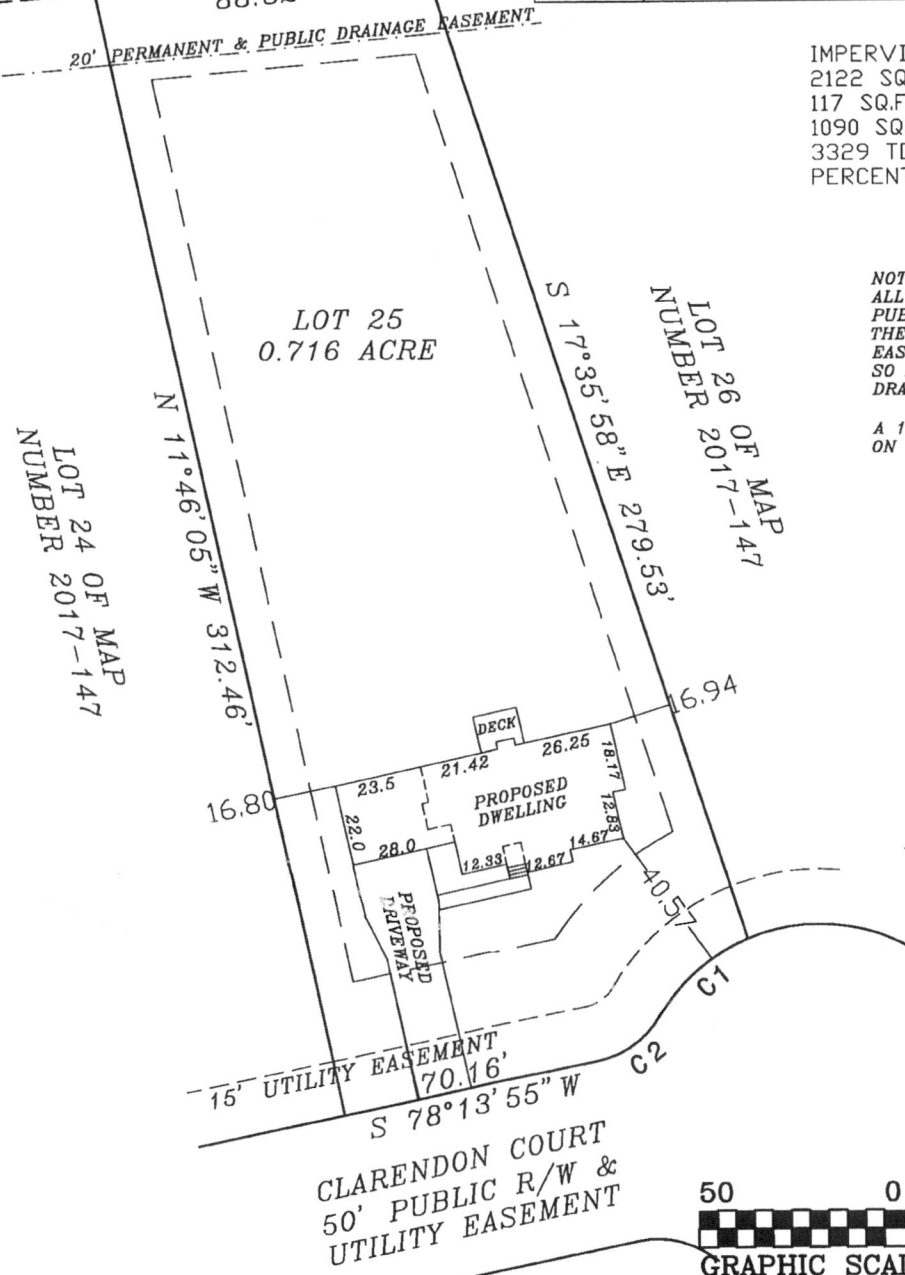 20' PERMANENT & PUBLIC DRAINAGE EASEMENT
2122 SQ
117 SQ.F
1090 SQ
3329
PERCENT
ALL
THE
A 1
ON
LOT 25
0.716 ACRE
S 17°35'58" E 279.53'
LOT 26 OF MAP
NUMBER 2017-147
N 11°46'05" W 312.46'
LOT 24 OF MAP
NUMBER 2017-147
16.94
DECK
26.25
18.17
21.42
23.5
16.80
PROPOSED
DWELLING
12.83
22.0
28.0
14.67
12.33
12.67
40.57
PROPOSED
DRIVEWAY
C1
C2
15' UTILITY EASEMENT
70.16'
S 78°13'55" W
CLARENDON COURT
50' PUBLIC R/W &
UTILITY EASEMENT
50 0
GRAPHIC